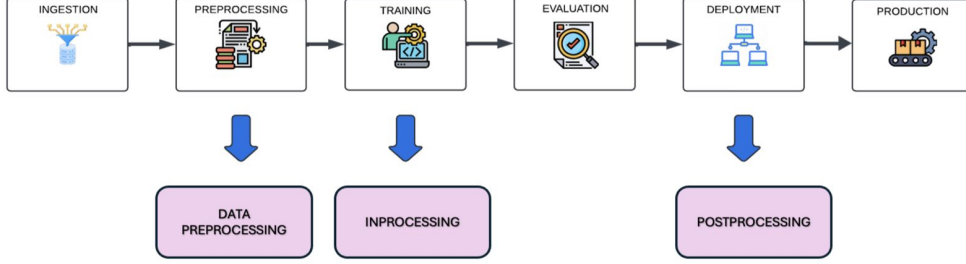 INGESTION
PREPROCESSING
TRAINING
EVALUATION
DEPLOYMENT
PRODUCTION
</>
DATA
PREPROCESSING
INPROCESSING
POSTPROCESSING